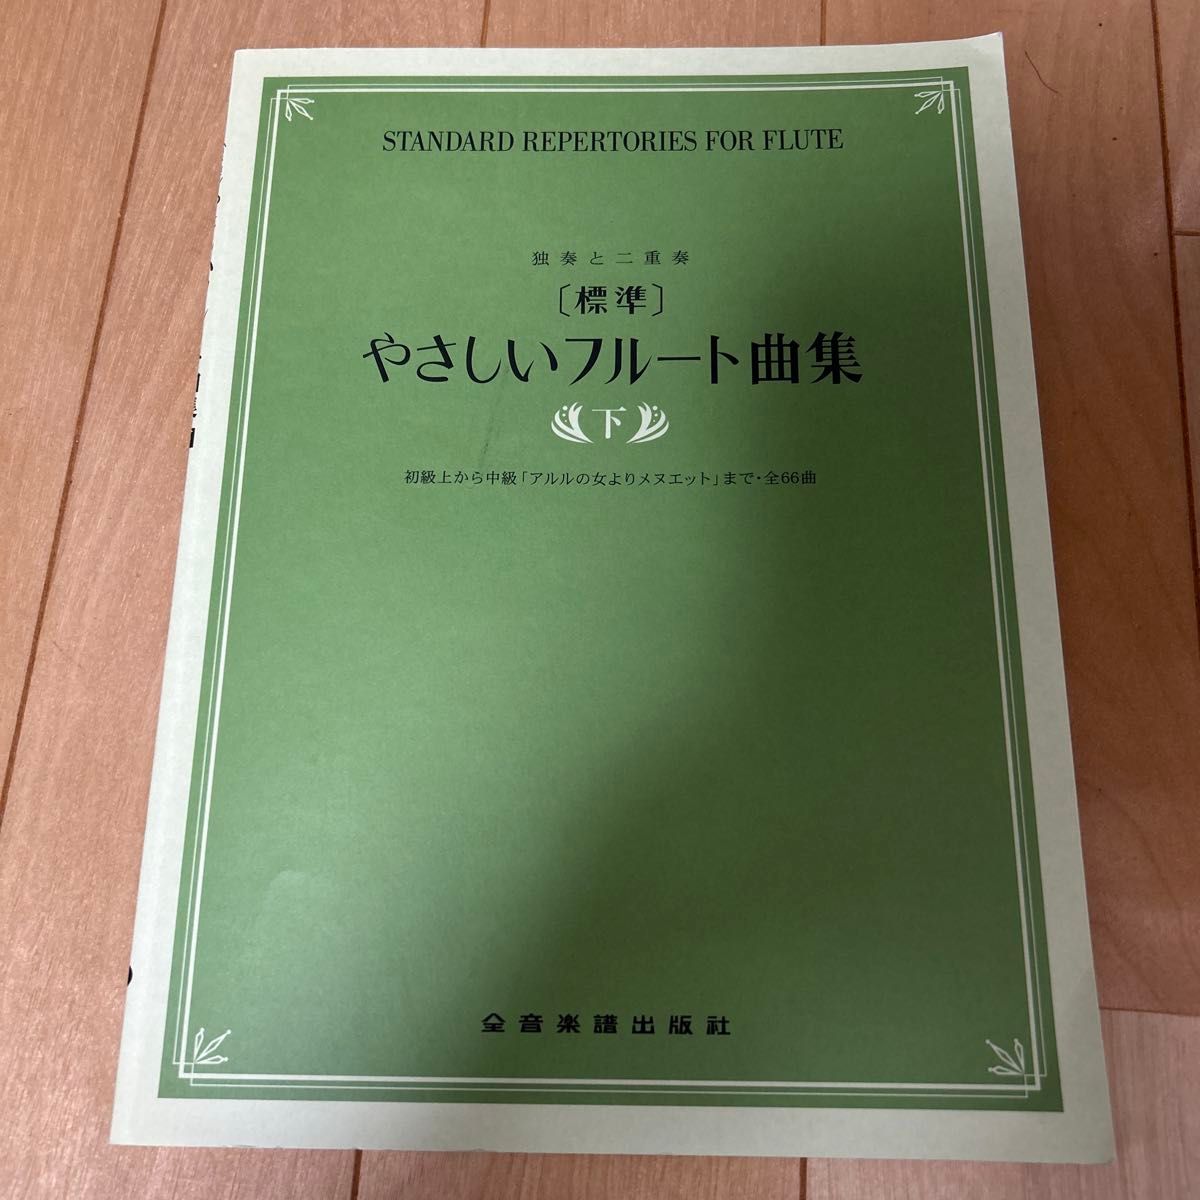 STANDARD REPERTORIES FOR FLUTE
独奏と二重奏
〔標準〕
やさしいフルート曲集
下
初級上から中級「アルルの女よりメヌエット」まで・全66曲
全音楽譜出版社